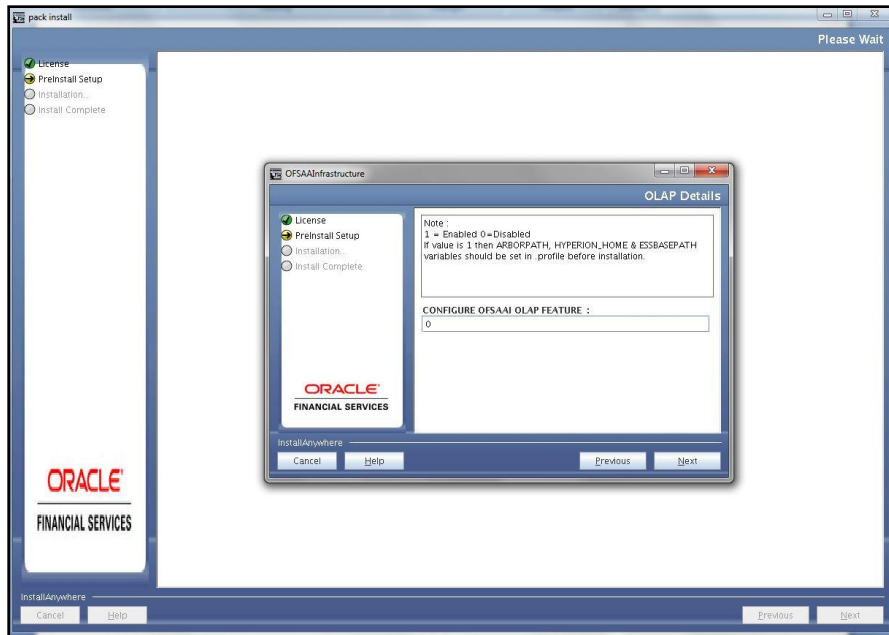 pack install
Please Wait
License
PreInstall Setup
Installation...
Install Complete
OFSAAInfrastructure
OLAP Details
License
PreInstall Setup
Installation...
Install Complete
Note :
1 = Enabled 0=Disabled
If value is 1 then ARBORPATH, HYPERION_HOME & ESSBASEPATH
variables should be set in .profile before installation.
CONFIGURE OFSAAI OLAP FEATURE :
0
ORACLE
FINANCIAL SERVICES
InstallAnywhere
Cancel
Help
Previous
Next
ORACLE
FINANCIAL SERVICES
InstallAnywhere
Cancel
Help
Previous
Next